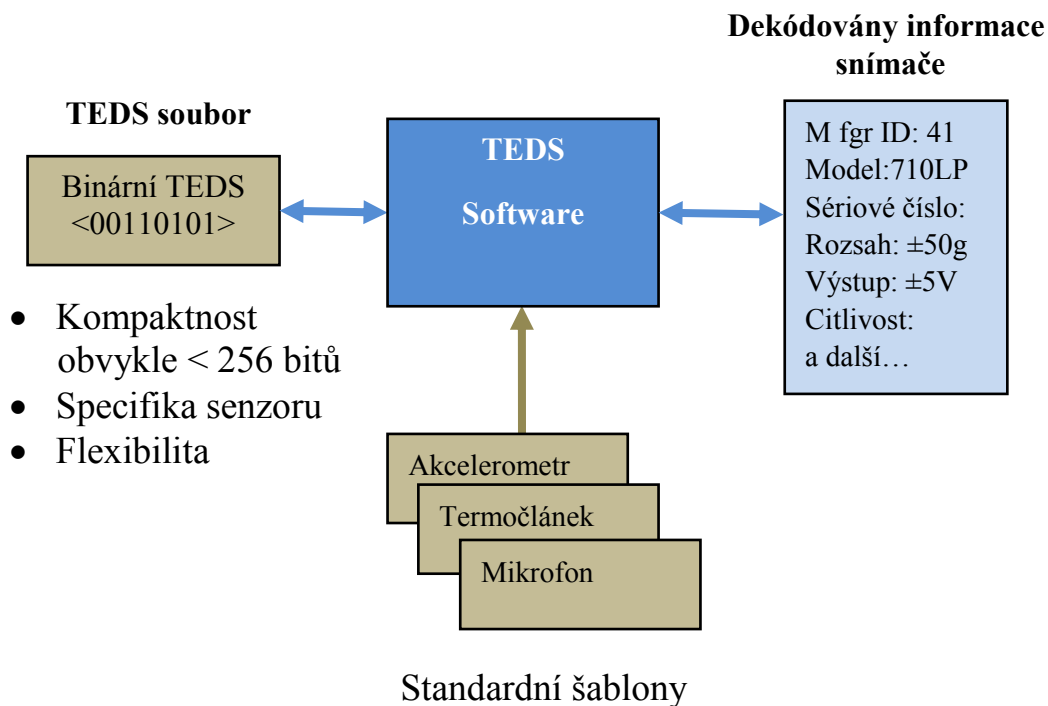 Dekódovány informace
snímače
TEDS soubor
Binární TEDS
<00110101>
TEDS
Software
M fgr ID: 41
Model:710LP
Sériové číslo:
Rozsah: ±50g
Výstup: ±5V
Citlivost:
a další…
• Kompaktnost
obvykle < 256 bitů
• Specifika senzoru
• Flexibilita
Akcelerometr
Termočlánek
Mikrofon
Standardní šablony